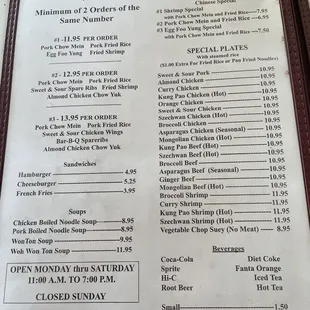 Minimum of 2 Orders of the
Same Number
#1 -11.95 PER ORDER
Pork Chow Mein Pork Fried Rice
Egg Foo Yung Fried Shrimp
#2 - 12.95 PER ORDER
Pork Chow Mein Pork Fried Rice
Sweet & Sour Spare Ribs Fried Shrimp
Almond Chicken Chow Yuk
#3 - 13.95 PER ORDER
Pork Chow Mein Pork Fried Rice
Sweet & Sour Chicken Wings
Bar-B-Q Spareribs
Almond Chicken Chow Yuk
Sandwiches
Hamburger 4.95
Cheeseburger 5.25
French Fries 3.95
Soups
Chicken Boiled Noodle Soup 8.95
Pork Boiled Noodle Soup 8.95
WonTon Soup 9.95
Woh Won Ton Soup 11.95
OPEN MONDAY thru SATURDAY
11:00 A.M. TO 7:00 P.M.
CLOSED SUNDAY
Chinese Special
#1 Shrimp Special
with Pork Chow Mein and Fried Rice 7.95
#2 Pork Chow Mein and Fried Rice
#3 Egg Foo Yung Special
with Pork Chow Mein and Fried Rice 7.50
SPECIAL PLATES
With steamed rice
($1.00 Extra For Fried Rice or Pan Fried Noodles)
Sweet & Sour Pork 10.95
Almond Chicken 10.95
Curry Chicken 10.95
Kung Pao Chicken (Hot) 10.95
Orange Chicken 10.95
Sweet & Sour Chicken 10.95
Szechwan Chicken (Hot) 10.95
Broccoli Chicken 10.95
Asparagus Chicken (Seasonal) 10.95
Mongolian Chicken (Hot) 10.95
Kung Pao Beef (Hot) 10.95
Szechwan Beef (Hot) 10.95
Broccoli Beef 10.95
Asparagus Beef (Seasonal) 10.95
Ginger Beef 10.95
Mongolian Beef (Hot) 10.95
Broccoli Shrimp 11.95
Curry Shrimp 11.95
Kung Pao Shrimp (Hot) 11.95
Szechwan Shrimp (Hot) 11.95
Vegetable Chop Suey (No Meat) 8.95
Beverages
Coca-Cola Diet Coke
Sprite Fanta Orange
Hi-C Iced Tea
Root Beer Hot Tea
Small 1.50